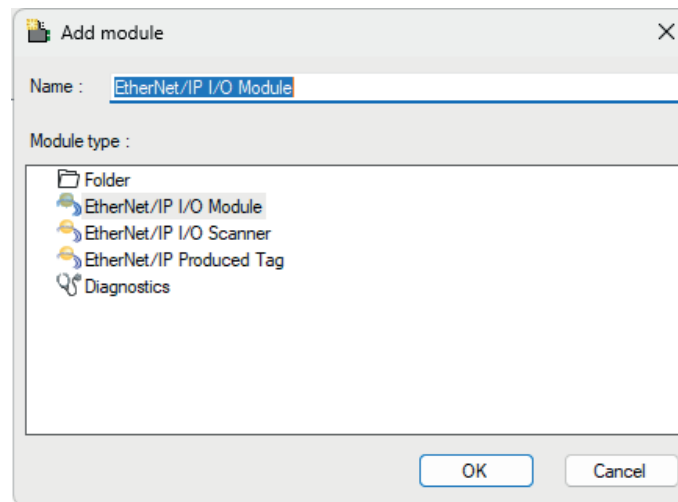 Add module
Name : EtherNet/IP I/O Module
Module type :
Folder
EtherNet/IP I/O Module
EtherNet/IP I/O Scanner
EtherNet/IP Produced Tag
Diagnostics
OK Cancel